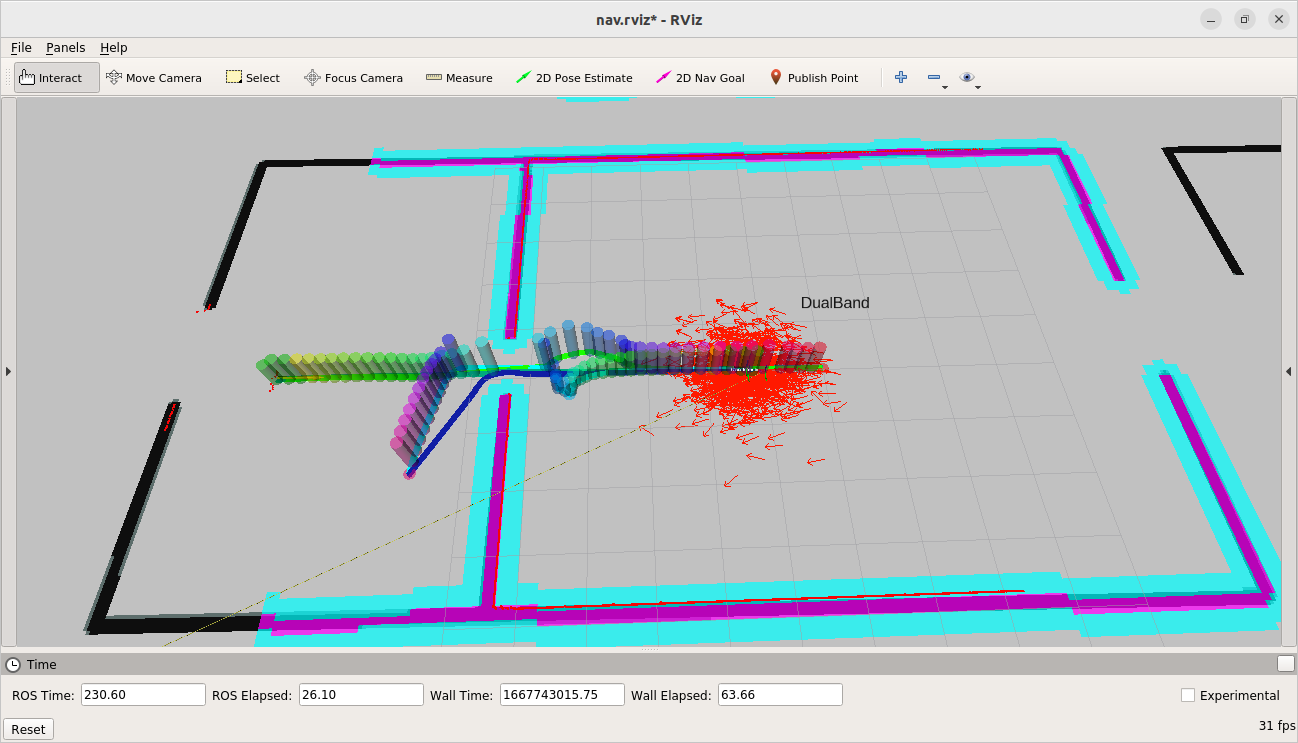 nav.rviz* - RViz
File Panels Help
Interact Move Camera Select Focus Camera Measure 2D Pose Estimate 2D Nav Goal Publish Point
DualBand
Time
ROS Time: 230.60 ROS Elapsed: 26.10 Wall Time: 1667743015.75 Wall Elapsed: 63.66 Experimental
Reset 31 fps